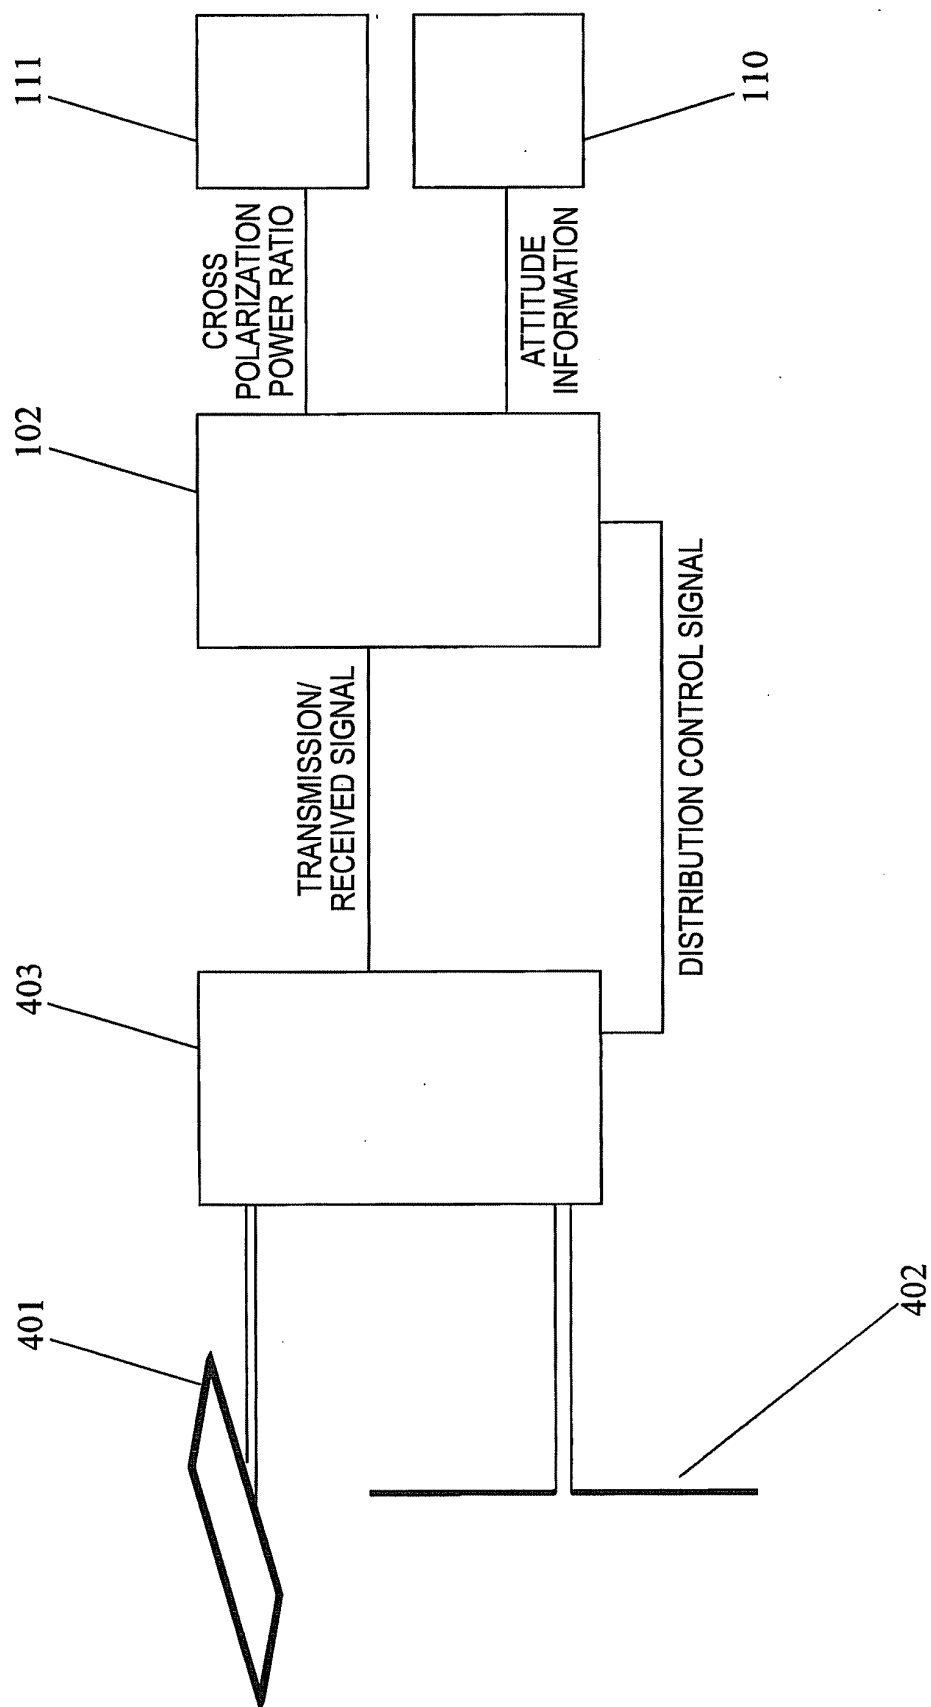 401
403
102
111
TRANSMISSION/
RECEIVED SIGNAL
CROSS
POLARIZATION
POWER RATIO
ATTITUDE
INFORMATION
DISTRIBUTION CONTROL SIGNAL
402
110